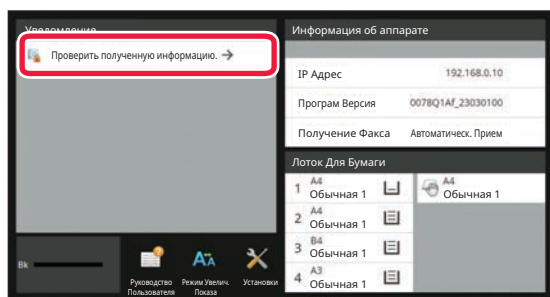 Уведомление
Проверить полученную информацию. →
Информация об аппарате
IP Адрес 192.168.0.10
Програм Версия 0078Q1Af_23030100
Получение Факса Автоматическ. Прием
Лоток Для Бумаги
1 A4 Обычная 1
A4 Обычная 1
2 A4 Обычная 1
3 B4 Обычная 1
4 A3 Обычная 1
Bk
Руководство Пользователя
Режим Увелич. Показа
Установки